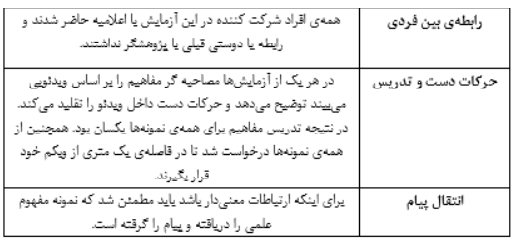 رابطه‌ی بین فردی
همه‌ی افراد شرکت کننده در این آزمایش با اعلامیه حاضر شدند و
رابطه یا دوستی قبلی با پژوهشگر نداشتند.
حرکات دست و تدریس
در هر یک از آزمایش‌ها مصاحبه گر مفاهیم را بر اساس ویدئویی
می‌بیند توضیح می‌دهد و حرکات دست داخل ویدئو را تقلید می‌کند.
در نتیجه تدریس مفاهیم برای همه‌ی نمونه‌ها یکسان بود. همچنین از
همه‌ی نمونه‌ها درخواست شد تا در فاصله‌ی یک متری از وبکم خود
قرار بگیرند.
انتقال پیام
برای اینکه ارتباطات معنی‌دار باشد باید مطمئن شد که نمونه مفهوم
علمی را دریافته و پیام را گرفته است.